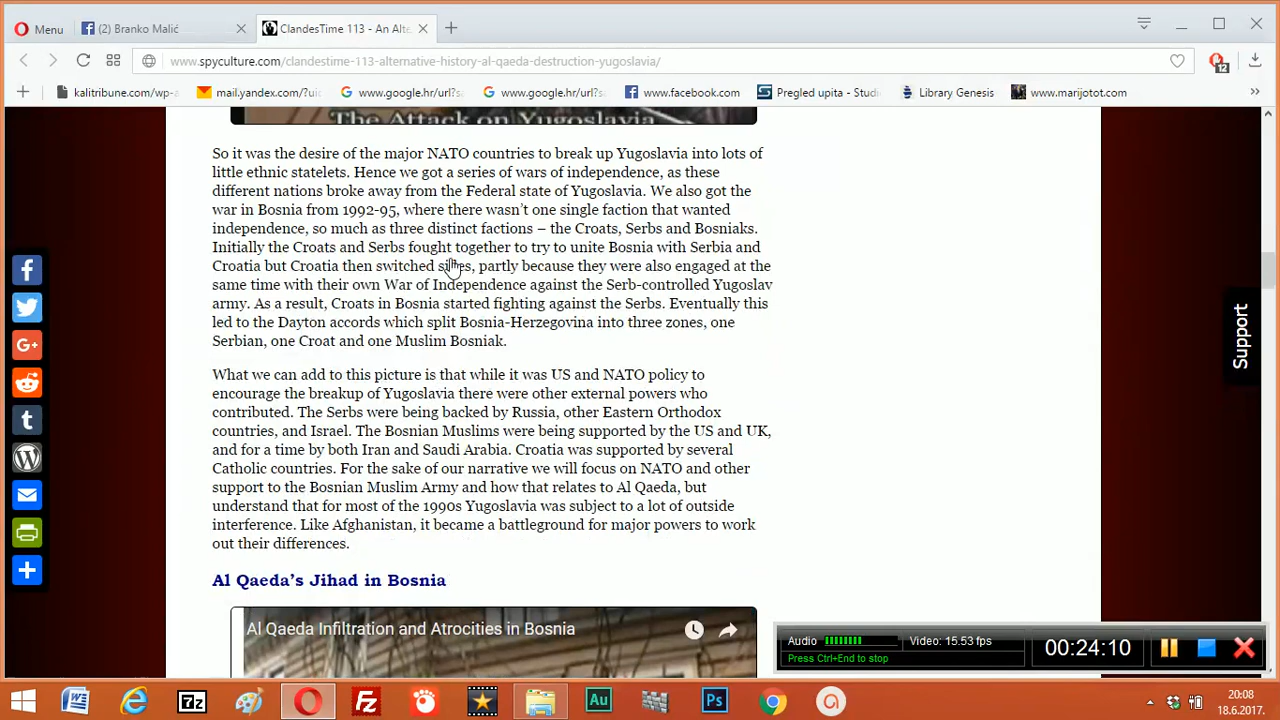 Menu
(2) Branko Malić
ClandesTime 113 - An Alte
www.spyculture.com/clandestime-113-alternative-history-al-qaeda-destruction-yugoslavia/
12
kalitribune.com/wp-a
mail.yandex.com/?uid
www.google.hr/url?sa
www.google.hr/url?sa
www.facebook.com
Pregled upita - Studi
Library Genesis
www.marijotot.com
The Attack on Yugoslavia
So it was the desire of the major NATO countries to break up Yugoslavia into lots of
little ethnic statelets. Hence we got a series of wars of independence, as these
different nations broke away from the Federal state of Yugoslavia. We also got the
war in Bosnia from 1992-95, where there wasn't one single faction that wanted
independence, so much as three distinct factions – the Croats, Serbs and Bosniaks.
Initially the Croats and Serbs fought together to try to unite Bosnia with Serbia and
Croatia but Croatia then switched sides, partly because they were also engaged at the
same time with their own War of Independence against the Serb-controlled Yugoslav
army. As a result, Croats in Bosnia started fighting against the Serbs. Eventually this
led to the Dayton accords which split Bosnia-Herzegovina into three zones, one
Serbian, one Croat and one Muslim Bosniak.
What we can add to this picture is that while it was US and NATO policy to
encourage the breakup of Yugoslavia there were other external powers who
contributed. The Serbs were being backed by Russia, other Eastern Orthodox
countries, and Israel. The Bosnian Muslims were being supported by the US and UK,
and for a time by both Iran and Saudi Arabia. Croatia was supported by several
Catholic countries. For the sake of our narrative we will focus on NATO and other
support to the Bosnian Muslim Army and how that relates to Al Qaeda, but
understand that for most of the 1990s Yugoslavia was subject to a lot of outside
interference. Like Afghanistan, it became a battleground for major powers to work
out their differences.
Al Qaeda's Jihad in Bosnia
Al Qaeda Infiltration and Atrocities in Bosnia
Support
Audio
Video: 15.53 fps
Press Ctrl+End to stop
00:24:10
7z
Au
Ps
20:08
18.6.2017.